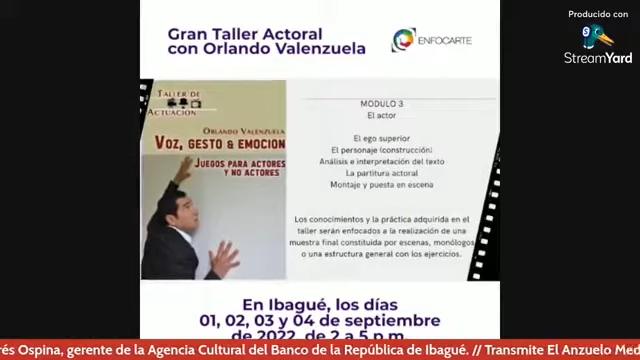 Producido con
StreamYard
Gran Taller Actoral
con Orlando Valenzuela
ENFOCARTE
TALLER DE
ACTUACIÓN
ORLANDO VALENZUELA
VOZ, GESTO & EMOCION
JUEGOS PARA ACTORES
Y NO ACTORES
MODULO 3
El actor
El ego superior
El personaje (construcción)
Análisis e interpretación del texto
La partitura actoral
Montaje y puesta en escena
Los conocimientos y la práctica adquirida en el
taller serán enfocados a la realización de una
muestra final constituida por escenas, monólogos
o una estructura general con los ejercicios.
En Ibagué, los días
01, 02, 03 y 04 de septiembre
de 2022, de 2 a 5 p.m.
rés Ospina, gerente de la Agencia Cultural del Banco de la República de Ibagué. // Transmite El Anzuelo Med